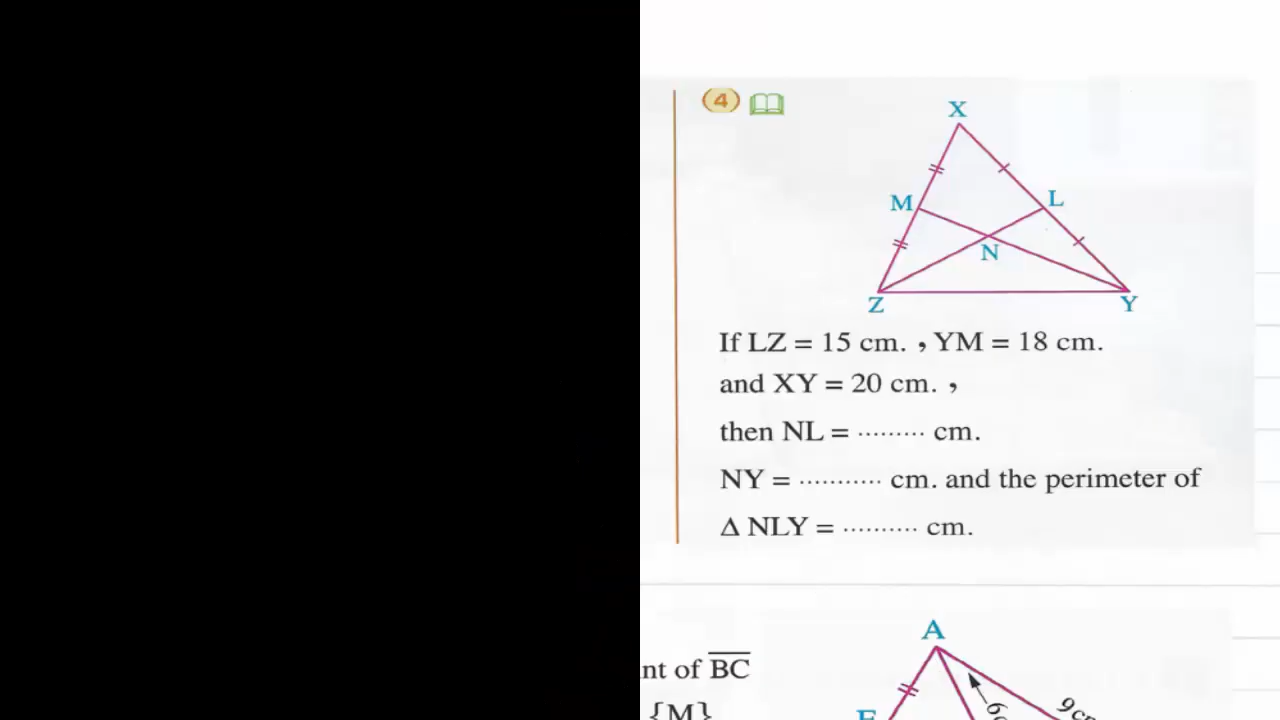 4
X
M
L
N
Z
Y
If LZ = 15 cm. , YM = 18 cm.
and XY = 20 cm. ,
then NL = ········· cm.
NY = ··········· cm. and the perimeter of
Δ NLY = ·········· cm.
A
nt of BC
9cm
{M}